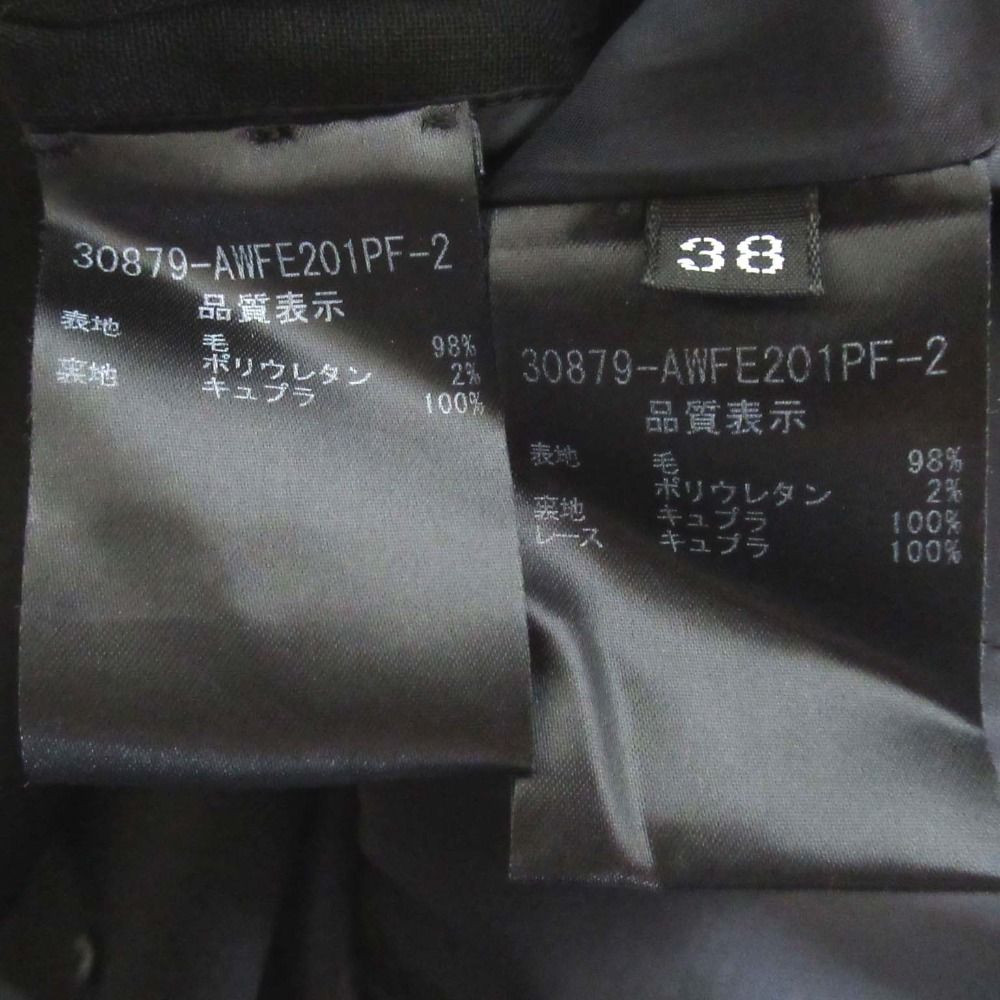 30879-AWFE201PF-2
品質表示
表地 毛 98%
ポリウレタン 2%
裏地 キュプラ 100%
38
30879-AWFE201PF-2
品質表示
表地 毛 98%
ポリウレタン 2%
裏地 キュプラ 100%
レース キュプラ 100%